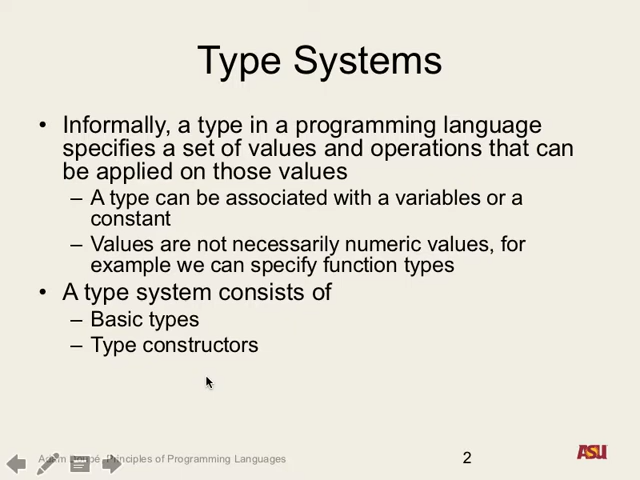 Type Systems
• Informally, a type in a programming language
specifies a set of values and operations that can
be applied on those values
– A type can be associated with a variables or a
constant
– Values are not necessarily numeric values, for
example we can specify function types
• A type system consists of
– Basic types
– Type constructors
Principles of Programming Languages
2
ASU